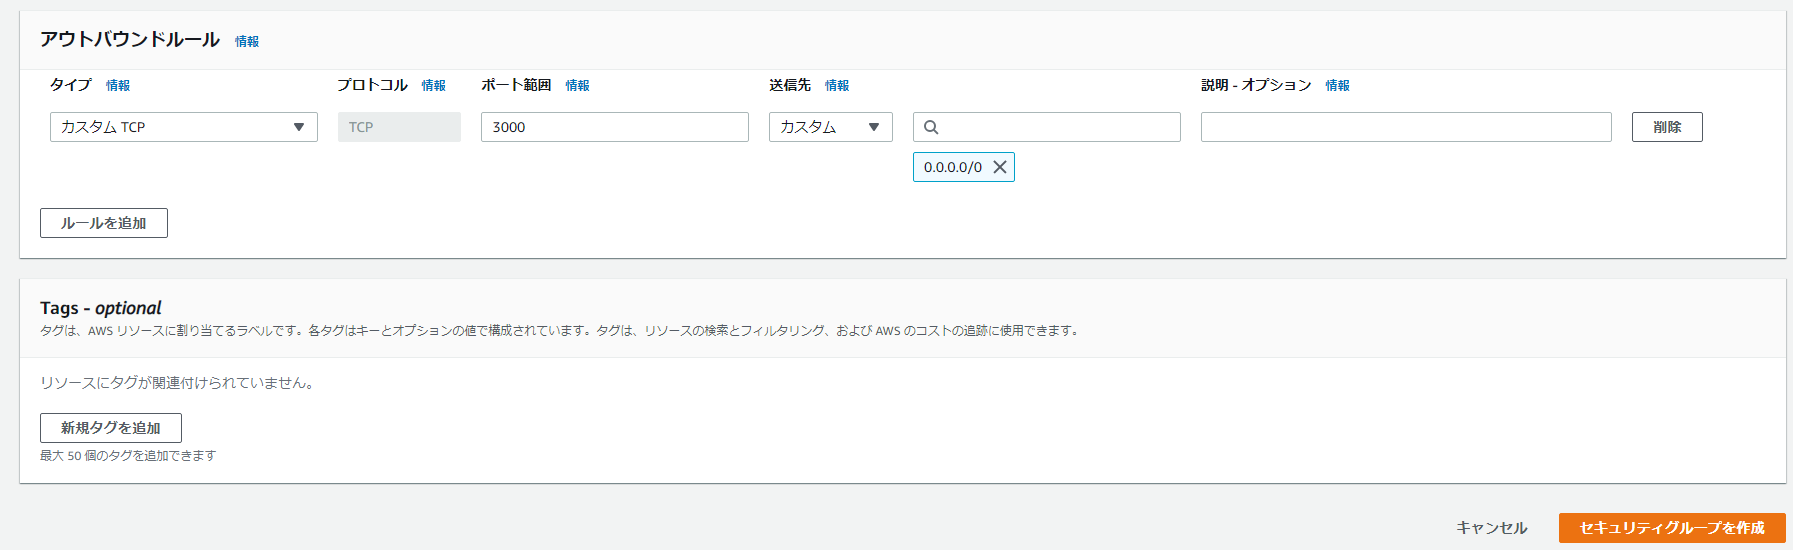 アウトバウンドルール 情報
タイプ 情報 プロトコル 情報 ポート範囲 情報 送信先 情報 説明 - オプション 情報
カスタム TCP TCP 3000 カスタム 削除
0.0.0.0/0
ルールを追加
Tags - optional
タグは、AWS リソースに割り当てるラベルです。各タグはキーとオプションの値で構成されています。タグは、リソースの検索とフィルタリング、および AWS のコストの追跡に使用できます。
リソースにタグが関連付けられていません。
新規タグを追加
最大 50 個のタグを追加できます
キャンセル セキュリティグループを作成